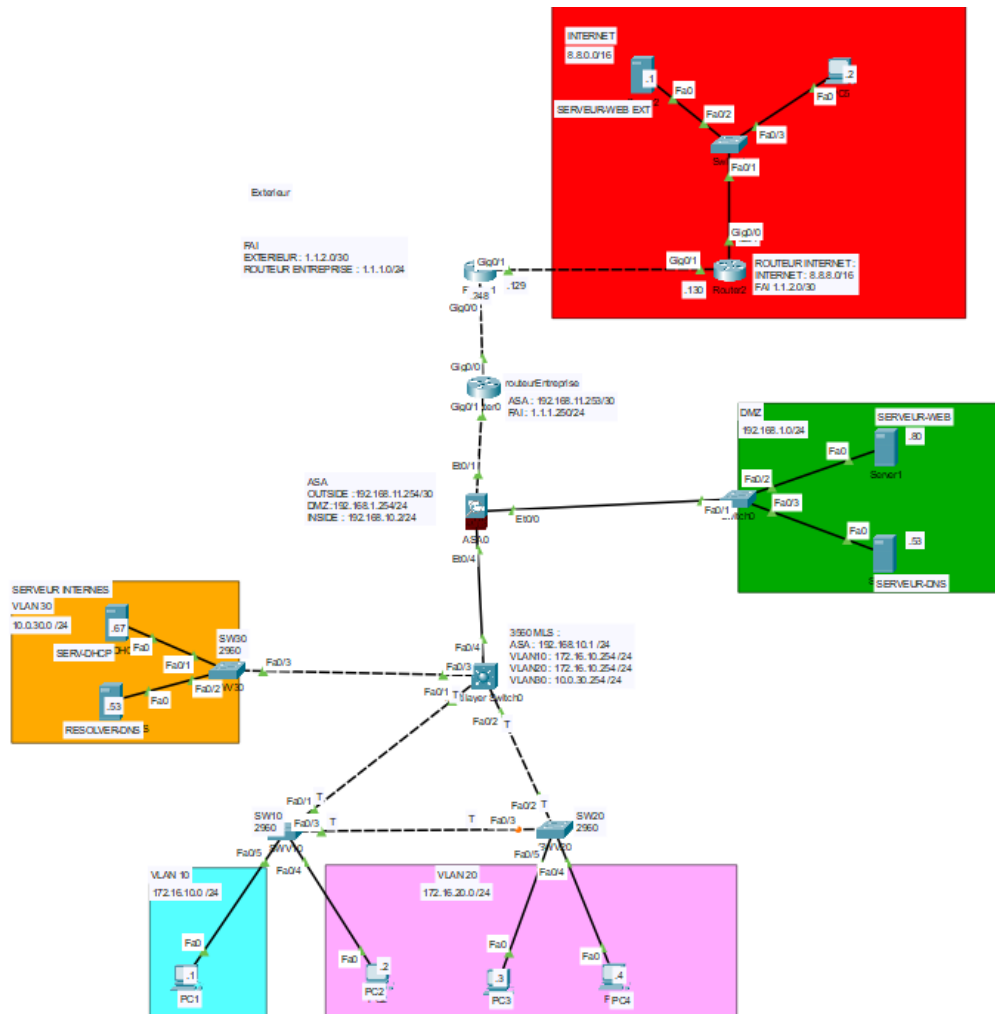 INTERNET
8.8.0.0/16
.1
.2
Fa0
Fa0
SERVEUR-WEB EXT
Fa0/2
Fa0/3
Fa0/1
Exterieur
Gig0/0
FAI
EXTERIEUR : 1.1.2.0/30
ROUTEUR ENTREPRISE : 1.1.1.0/24
Gig0/1
.129
.248
Gig0/0
Gig0/1
.130
Router2
ROUTEUR INTERNET :
INTERNET : 8.8.8.0/16
FAI 1.1.2.0/30
Gig0/0
Gig0/1
routeurEntreprise
ASA : 192.168.11.253/30
FAI : 1.1.1.250/24
DMZ
192.168.1.0/24
SERVEUR-WEB
.80
Fa0
Server1
Fa0/2
Fa0/3
Fa0/1
Fa0
.53
SERVEUR-DNS
ASA
OUTSIDE :192.168.11.254/30
DMZ:192.168.1.254/24
INSIDE : 192.168.10.2/24
Et0/1
Et0/0
ASA0
Et0/4
SERVEUR INTERNES
VLAN 30
10.0.30.0 /24
.67
SERV-DHCP
Fa0
Fa0/1
SW30
2960
Fa0/3
Fa0/2
.53
Fa0
RESOLVER-DNS
3560 MLS :
ASA : 192.168.10.1 /24
VLAN10 : 172.16.10.254 /24
VLAN20 : 172.16.10.254 /24
VLAN30 : 10.0.30.254 /24
Fa0/4
Fa0/3
Fa0/1
T
Fa0/2
T
Fa0/1
T
Fa0/2
T
SW10
2960
Fa0/3
T
T
Fa0/3
SW20
2960
Fa0/5
Fa0/4
Fa0/5
Fa0/4
VLAN 10
172.16.10.0 /24
VLAN 20
172.16.20.0 /24
Fa0
.1
PC1
Fa0
.2
PC2
Fa0
.3
PC3
Fa0
.4
PC4